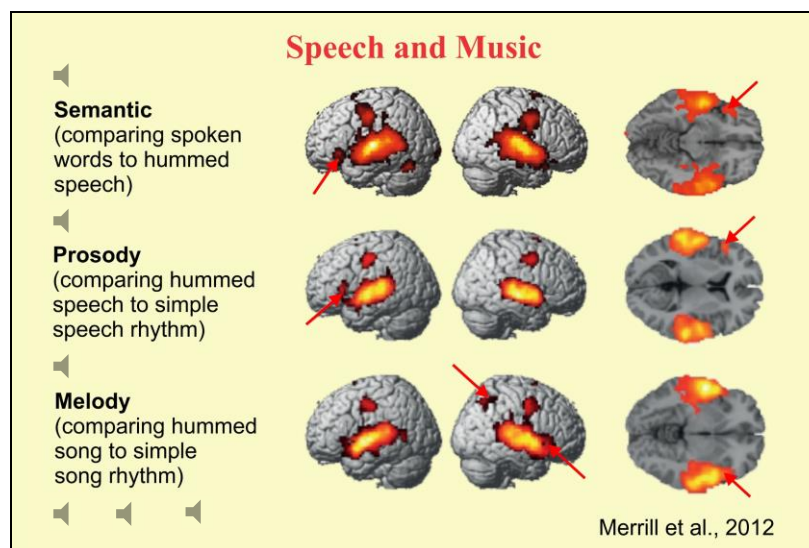 Speech and Music
Semantic
(comparing spoken
words to hummed
speech)
Prosody
(comparing hummed
speech to simple
speech rhythm)
Melody
(comparing hummed
song to simple
song rhythm)
Merrill et al., 2012